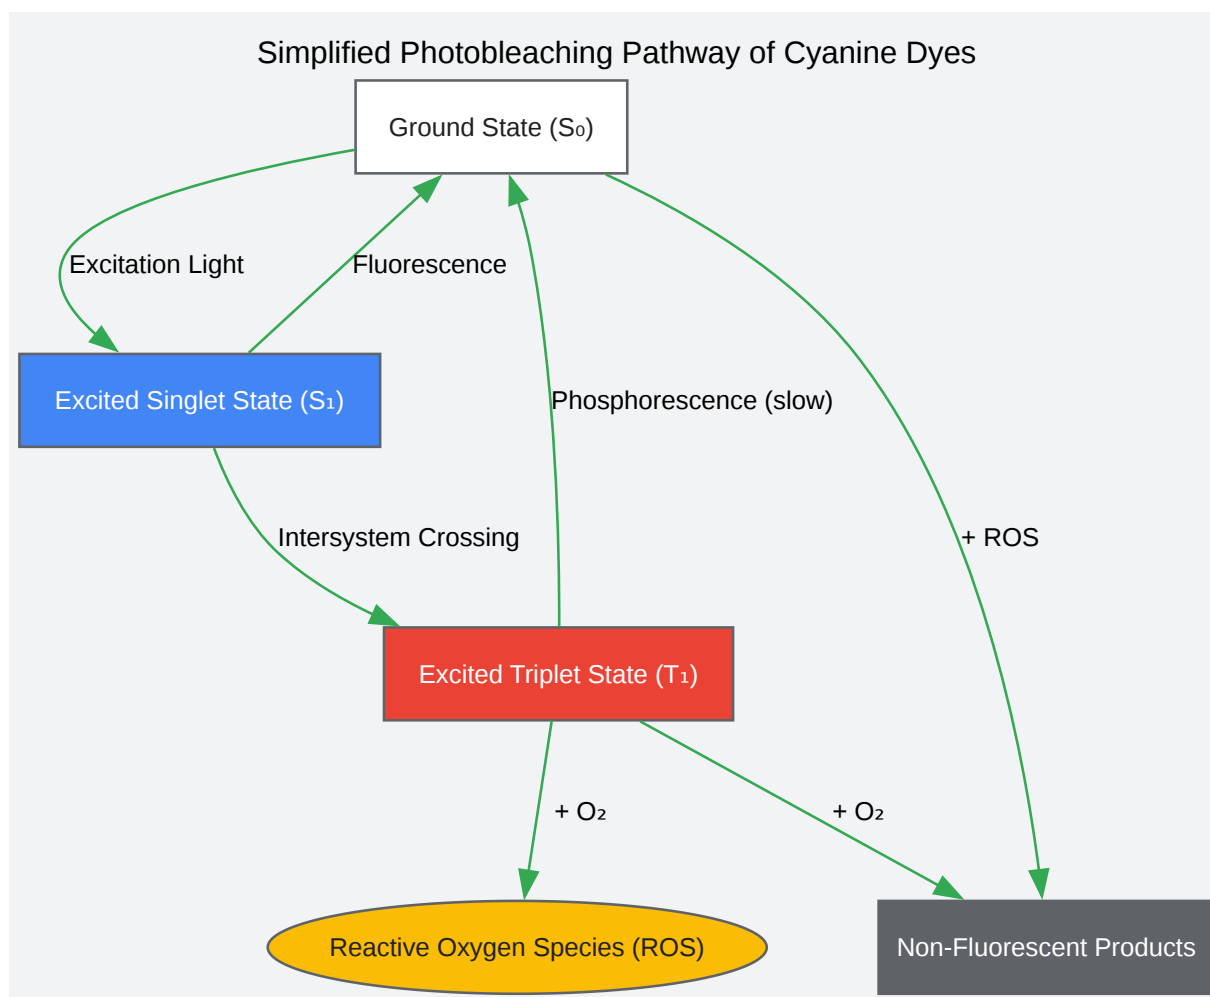 Simplified Photobleaching Pathway of Cyanine Dyes
Ground State (S₀)
Excitation Light
Fluorescence
Excited Singlet State (S₁)
Phosphorescence (slow)
Intersystem Crossing
+ ROS
Excited Triplet State (T₁)
+ O₂
+ O₂
Reactive Oxygen Species (ROS)
Non-Fluorescent Products